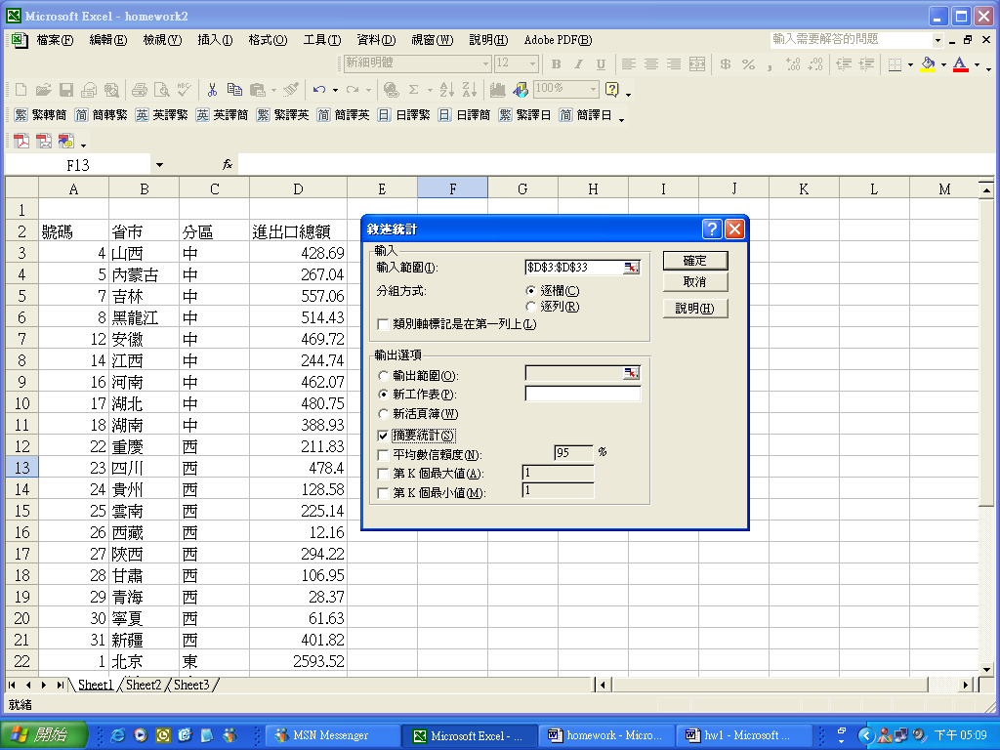 Microsoft Excel - homework2
檔案(F) 編輯(E) 檢視(V) 插入(I) 格式(O) 工具(T) 資料(D) 視窗(W) 說明(H) Adobe PDF(B) 輸入需要解答的問題
新細明體 12 B I U $ % ,
100%
繁 繁轉簡 簡 簡轉繁 英 英譯繁 英 英譯簡 繁 繁譯英 簡 簡譯英 日 日譯繁 日 日譯簡 繁 繁譯日 簡 簡譯日
F13 fx
A B C D E F G H I J K L M
1
2 號碼 省市 分區 進出口總額
3 4 山西 中 428.69
4 5 內蒙古 中 267.04
5 7 吉林 中 557.06
6 8 黑龍江 中 514.43
7 12 安徽 中 469.72
8 14 江西 中 244.74
9 16 河南 中 462.07
10 17 湖北 中 480.75
11 18 湖南 中 388.93
12 22 重慶 西 211.83
13 23 四川 西 478.4
14 24 貴州 西 128.58
15 25 雲南 西 225.14
16 26 西藏 西 12.16
17 27 陝西 西 294.22
18 28 甘肅 西 106.95
19 29 青海 西 28.37
20 30 寧夏 西 61.63
21 31 新疆 西 401.82
22 1 北京 東 2593.52
敘述統計
輸入
輸入範圍(I): $D$3:$D$33 確定
取消
分組方式: 逐欄(C)
逐列(R) 說明(H)
類別軸標記是在第一列上(L)
輸出選項
輸出範圍(O):
新工作表(P):
新活頁簿(W)
摘要統計(S)
平均數信賴度(N): 95 %
第 K 個最大值(A): 1
第 K 個最小值(M): 1
Sheet1 Sheet2 Sheet3
就緒
開始 MSN Messenger Microsoft Excel - ... homework - Micro... hw1 - Microsoft ... 下午 05:09